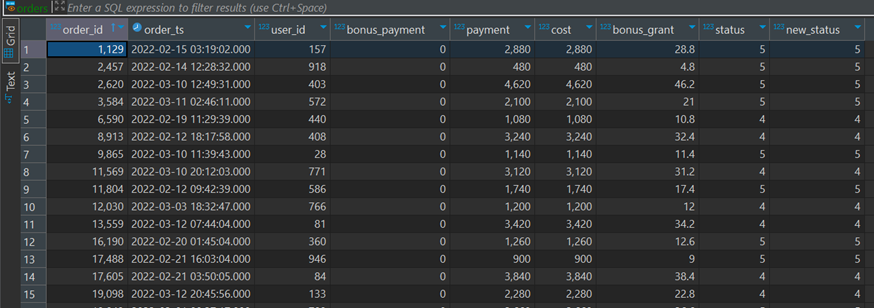 orders Enter a SQL expression to filter results (use Ctrl+Space)
Grid
Text
123 order_id order_ts 123 user_id 123 bonus_payment 123 payment 123 cost 123 bonus_grant 123 status 123 new_status
1 1,129 2022-02-15 03:19:02.000 157 0 2,880 2,880 28.8 5 5
2 2,457 2022-02-14 12:28:32.000 918 0 480 480 4.8 5 5
3 2,620 2022-03-10 12:49:31.000 403 0 4,620 4,620 46.2 5 5
4 3,584 2022-03-11 02:46:11.000 572 0 2,100 2,100 21 5 5
5 6,590 2022-02-19 11:29:39.000 440 0 1,080 1,080 10.8 4 4
6 8,913 2022-02-12 18:17:58.000 408 0 3,240 3,240 32.4 4 4
7 9,865 2022-03-10 11:39:43.000 28 0 1,140 1,140 11.4 5 5
8 11,569 2022-03-10 20:12:03.000 771 0 3,120 3,120 31.2 4 4
9 11,804 2022-02-12 09:42:39.000 586 0 1,740 1,740 17.4 5 5
10 12,030 2022-03-03 18:32:47.000 766 0 1,200 1,200 12 4 4
11 13,559 2022-03-12 07:44:04.000 81 0 3,420 3,420 34.2 4 4
12 16,190 2022-02-20 01:45:04.000 360 0 1,260 1,260 12.6 5 5
13 17,488 2022-02-21 16:03:04.000 946 0 900 900 9 5 5
14 17,605 2022-02-21 03:50:05.000 84 0 3,840 3,840 38.4 4 4
15 19,098 2022-03-12 20:45:56.000 133 0 2,280 2,280 22.8 4 4